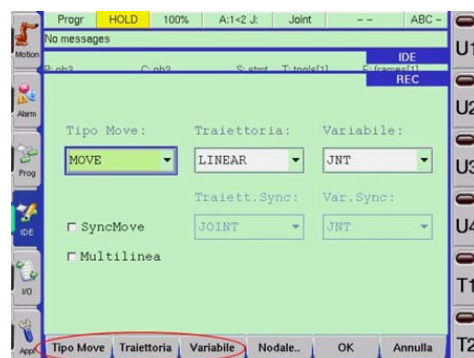 Progr HOLD 100% A:1<2 J: Joint -- ABC -
No messages
IDE
REC
Motion
Alarm
Prog
IDE
I/O
Appl
Tipo Move: Traiettoria: Variabile:
MOVE LINEAR JNT
Traiett.Sync: Var.Sync:
SyncMove JOINT JNT
Multilinea
Tipo Move Traiettoria Variabile Nodale.. OK Annulla
U1
U2
U3
U4
T1
T2